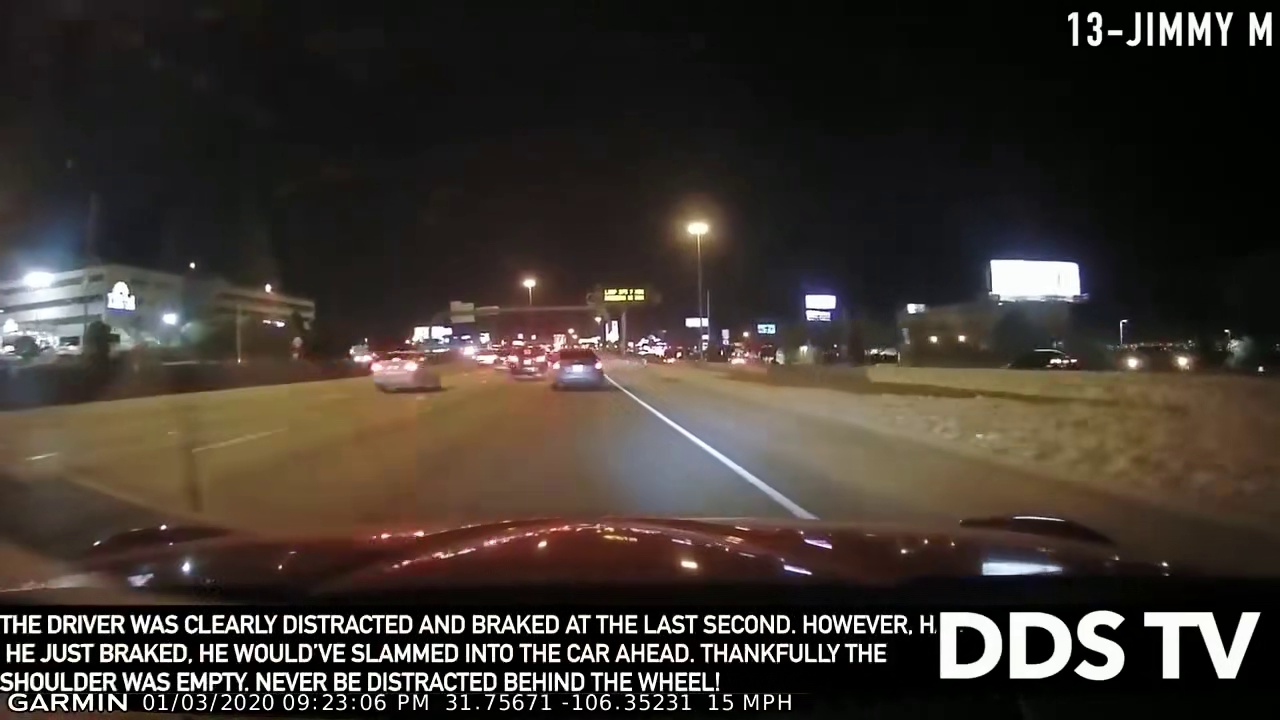 13-JIMMY M
THE DRIVER WAS CLEARLY DISTRACTED AND BRAKED AT THE LAST SECOND. HOWEVER, HA
HE JUST BRAKED, HE WOULD'VE SLAMMED INTO THE CAR AHEAD. THANKFULLY THE
SHOULDER WAS EMPTY. NEVER BE DISTRACTED BEHIND THE WHEEL!
DDS TV
GARMIN 01/03/2020 09:23:06 PM 31.75671 -106.35231 15 MPH